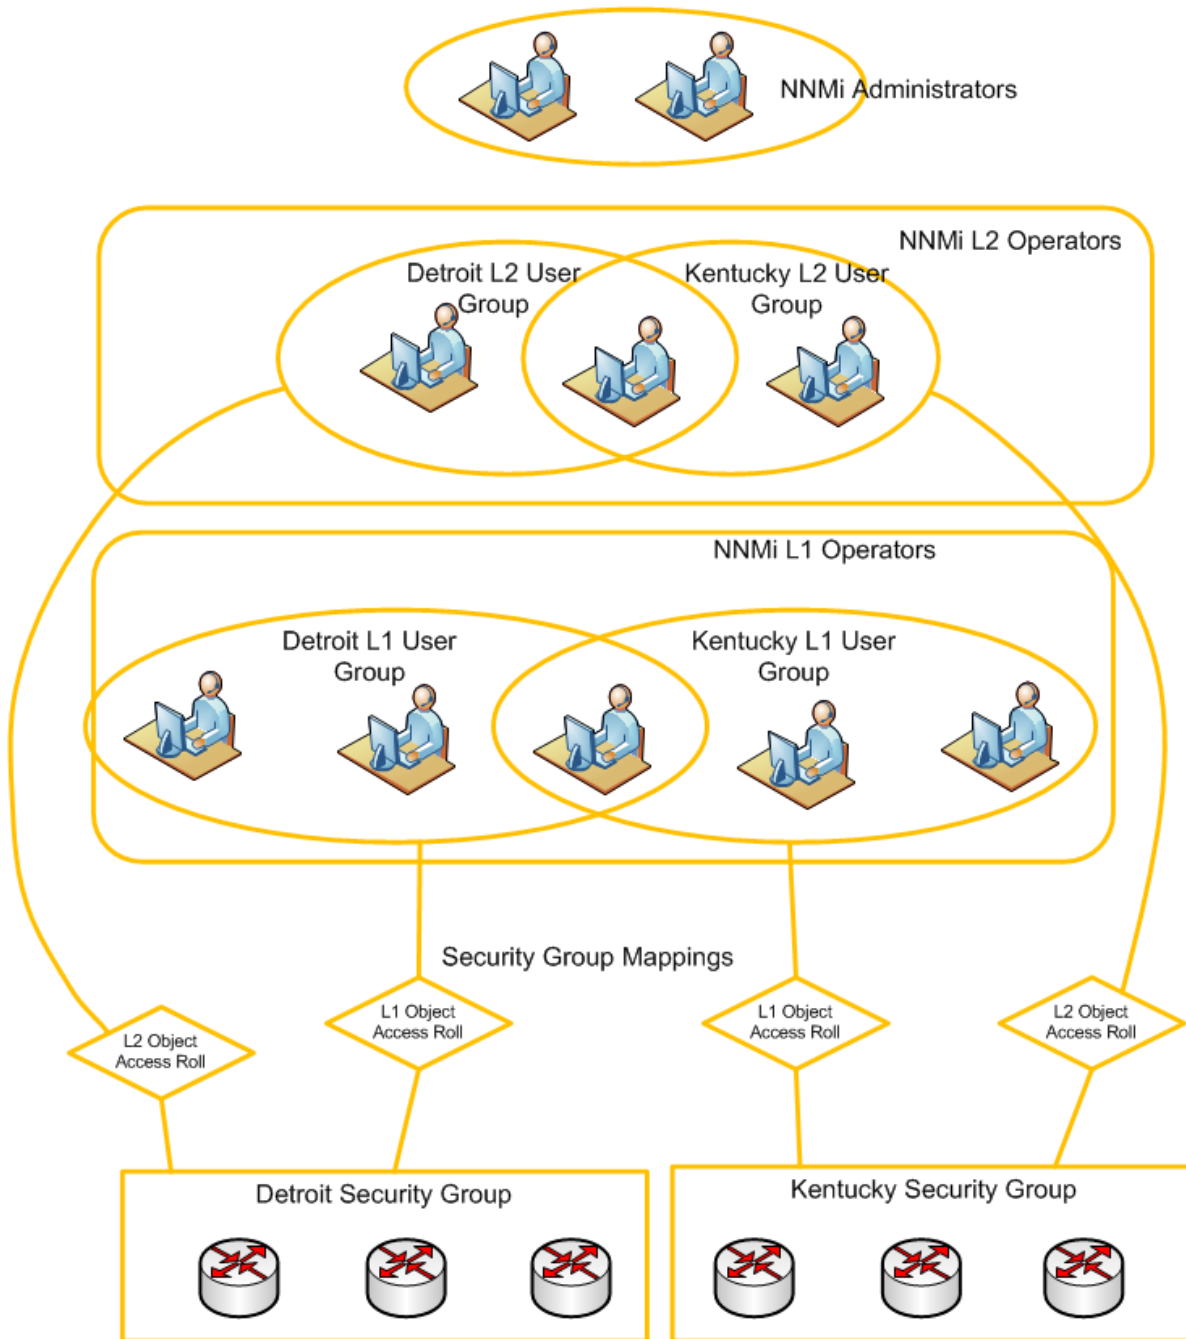 NNMi Administrators
NNMi L2 Operators
Detroit L2 User
Group
Kentucky L2 User
Group
NNMi L1 Operators
Detroit L1 User
Group
Kentucky L1 User
Group
Security Group Mappings
L2 Object
Access Roll
L1 Object
Access Roll
L1 Object
Access Roll
L2 Object
Access Roll
Detroit Security Group
Kentucky Security Group